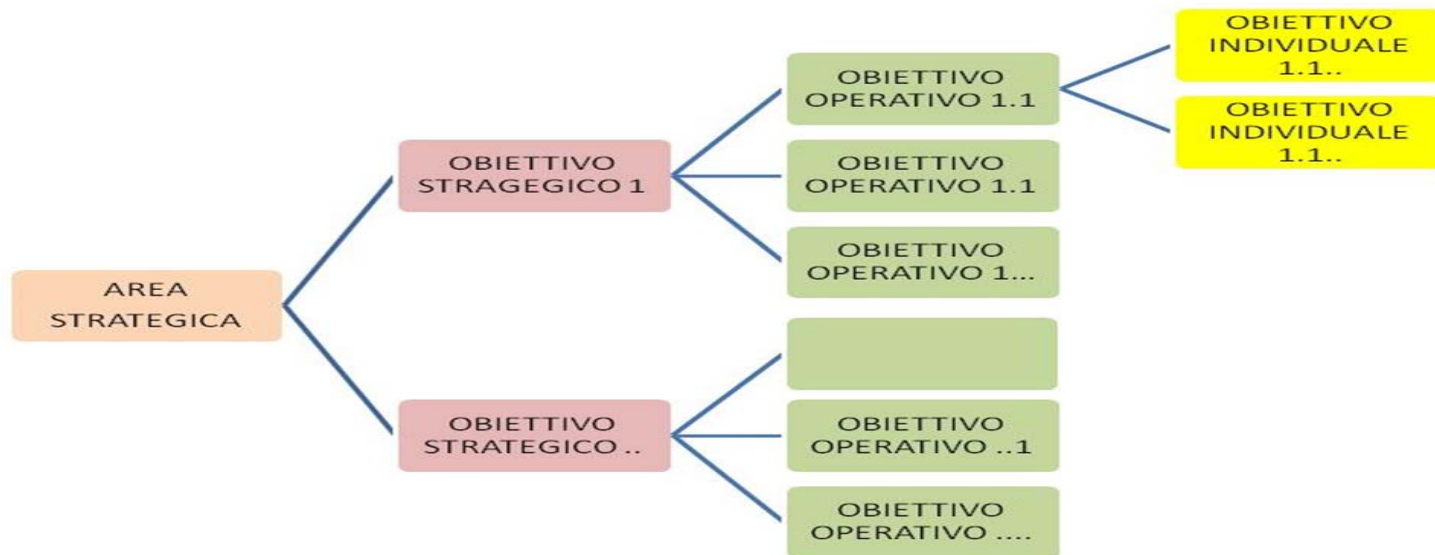 AREA
STRATEGICA
OBIETTIVO
STRAGEGICO 1
OBIETTIVO
OPERATIVO 1.1
OBIETTIVO
INDIVIDUALE
1.1..
OBIETTIVO
INDIVIDUALE
1.1..
OBIETTIVO
OPERATIVO 1.1
OBIETTIVO
OPERATIVO 1...
OBIETTIVO
STRATEGICO ..
OBIETTIVO
OPERATIVO ..1
OBIETTIVO
OPERATIVO ....